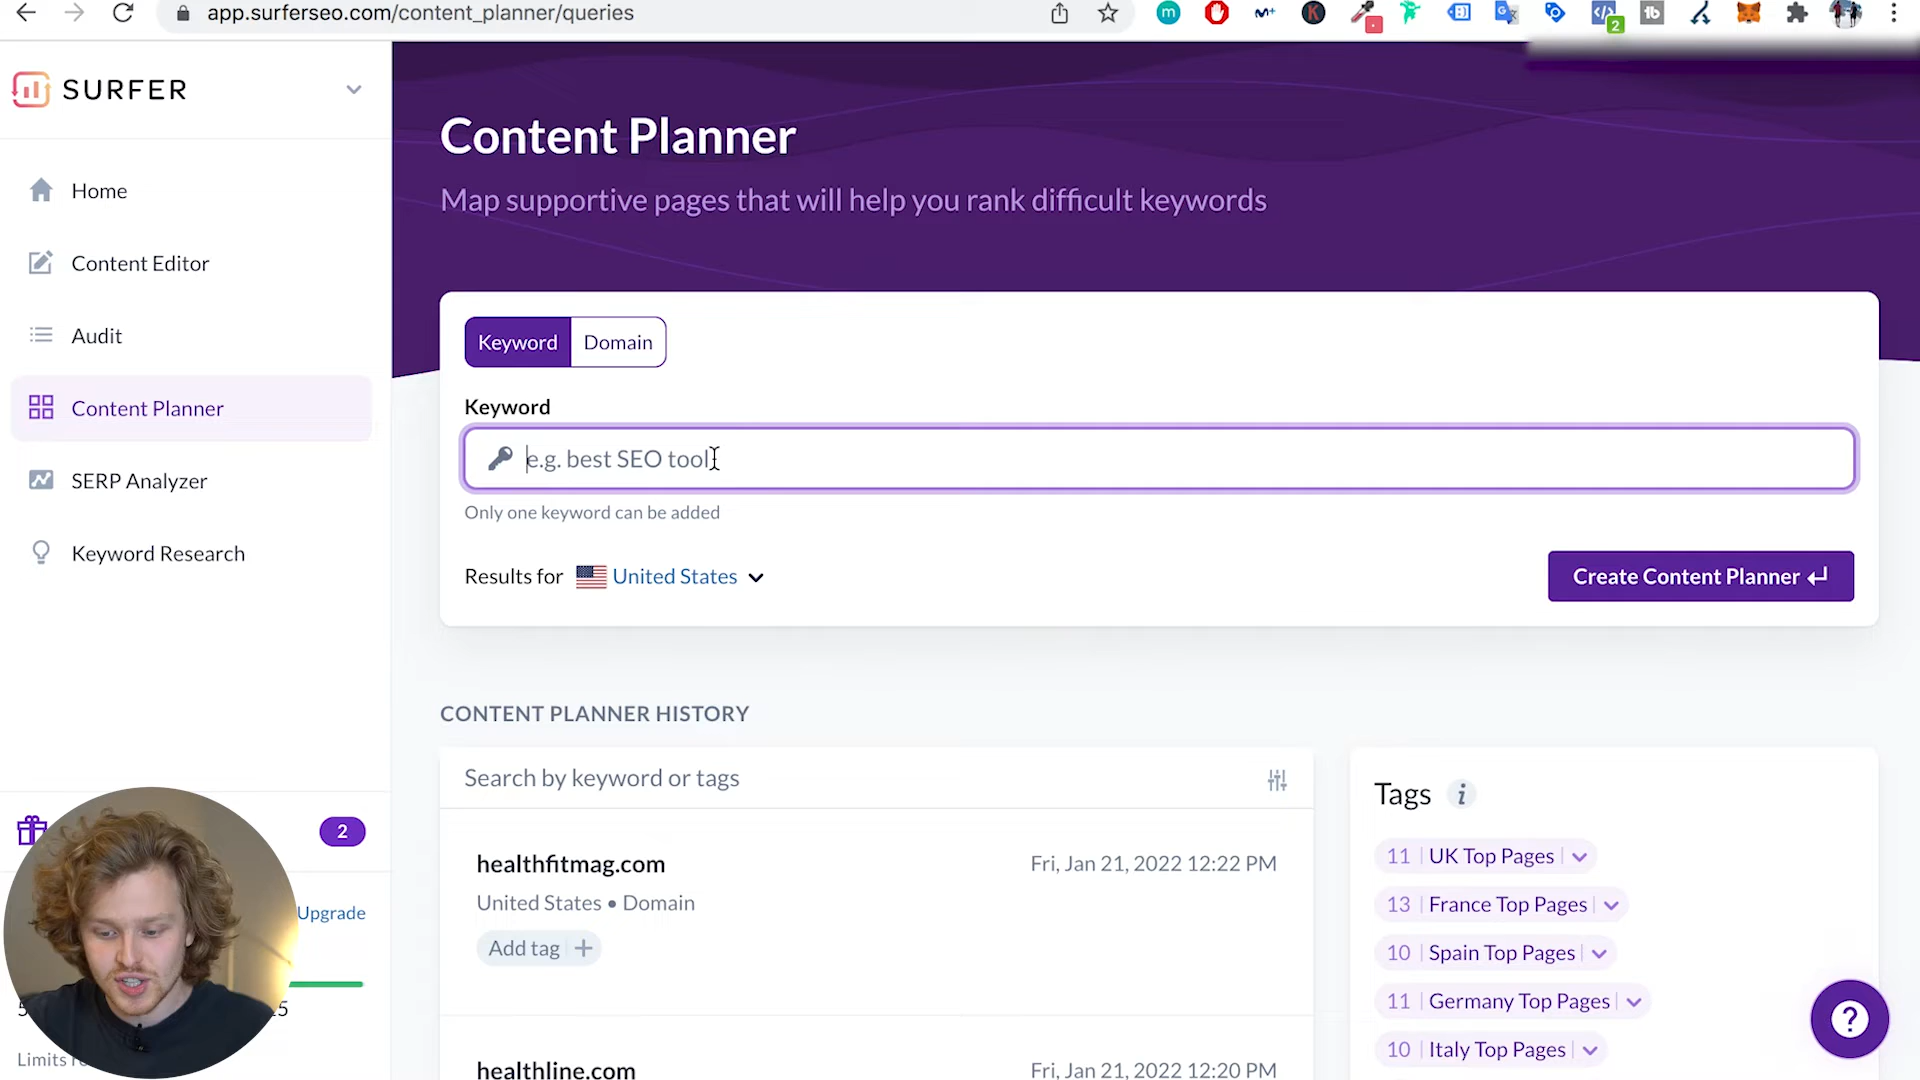 app.surferseo.com/content_planner/queries
SURFER
Home
Content Editor
Audit
Content Planner
SERP Analyzer
Keyword Research
2
Upgrade
5
Limits
Content Planner
Map supportive pages that will help you rank difficult keywords
Keyword Domain
Keyword
e.g. best SEO tool
Only one keyword can be added
Results for United States
Create Content Planner
CONTENT PLANNER HISTORY
Search by keyword or tags
healthfitmag.com Fri, Jan 21, 2022 12:22 PM
United States • Domain
Add tag +
healthline.com Fri, Jan 21, 2022 12:20 PM
Tags i
11 UK Top Pages
13 France Top Pages
10 Spain Top Pages
11 Germany Top Pages
10 Italy Top Pages
?